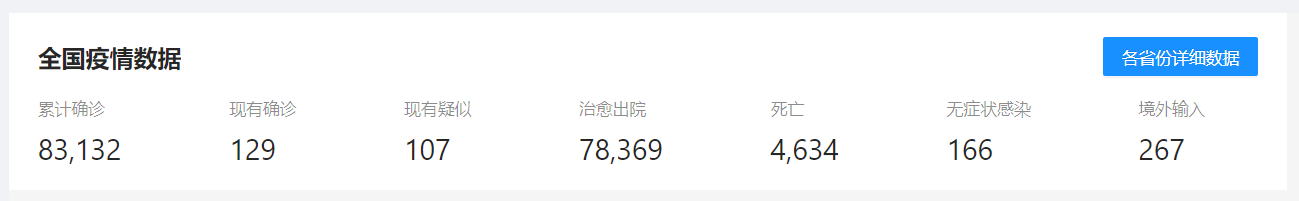 全国疫情数据
各省份详细数据
累计确诊 现有确诊 现有疑似 治愈出院 死亡 无症状感染 境外输入
83,132 129 107 78,369 4,634 166 267